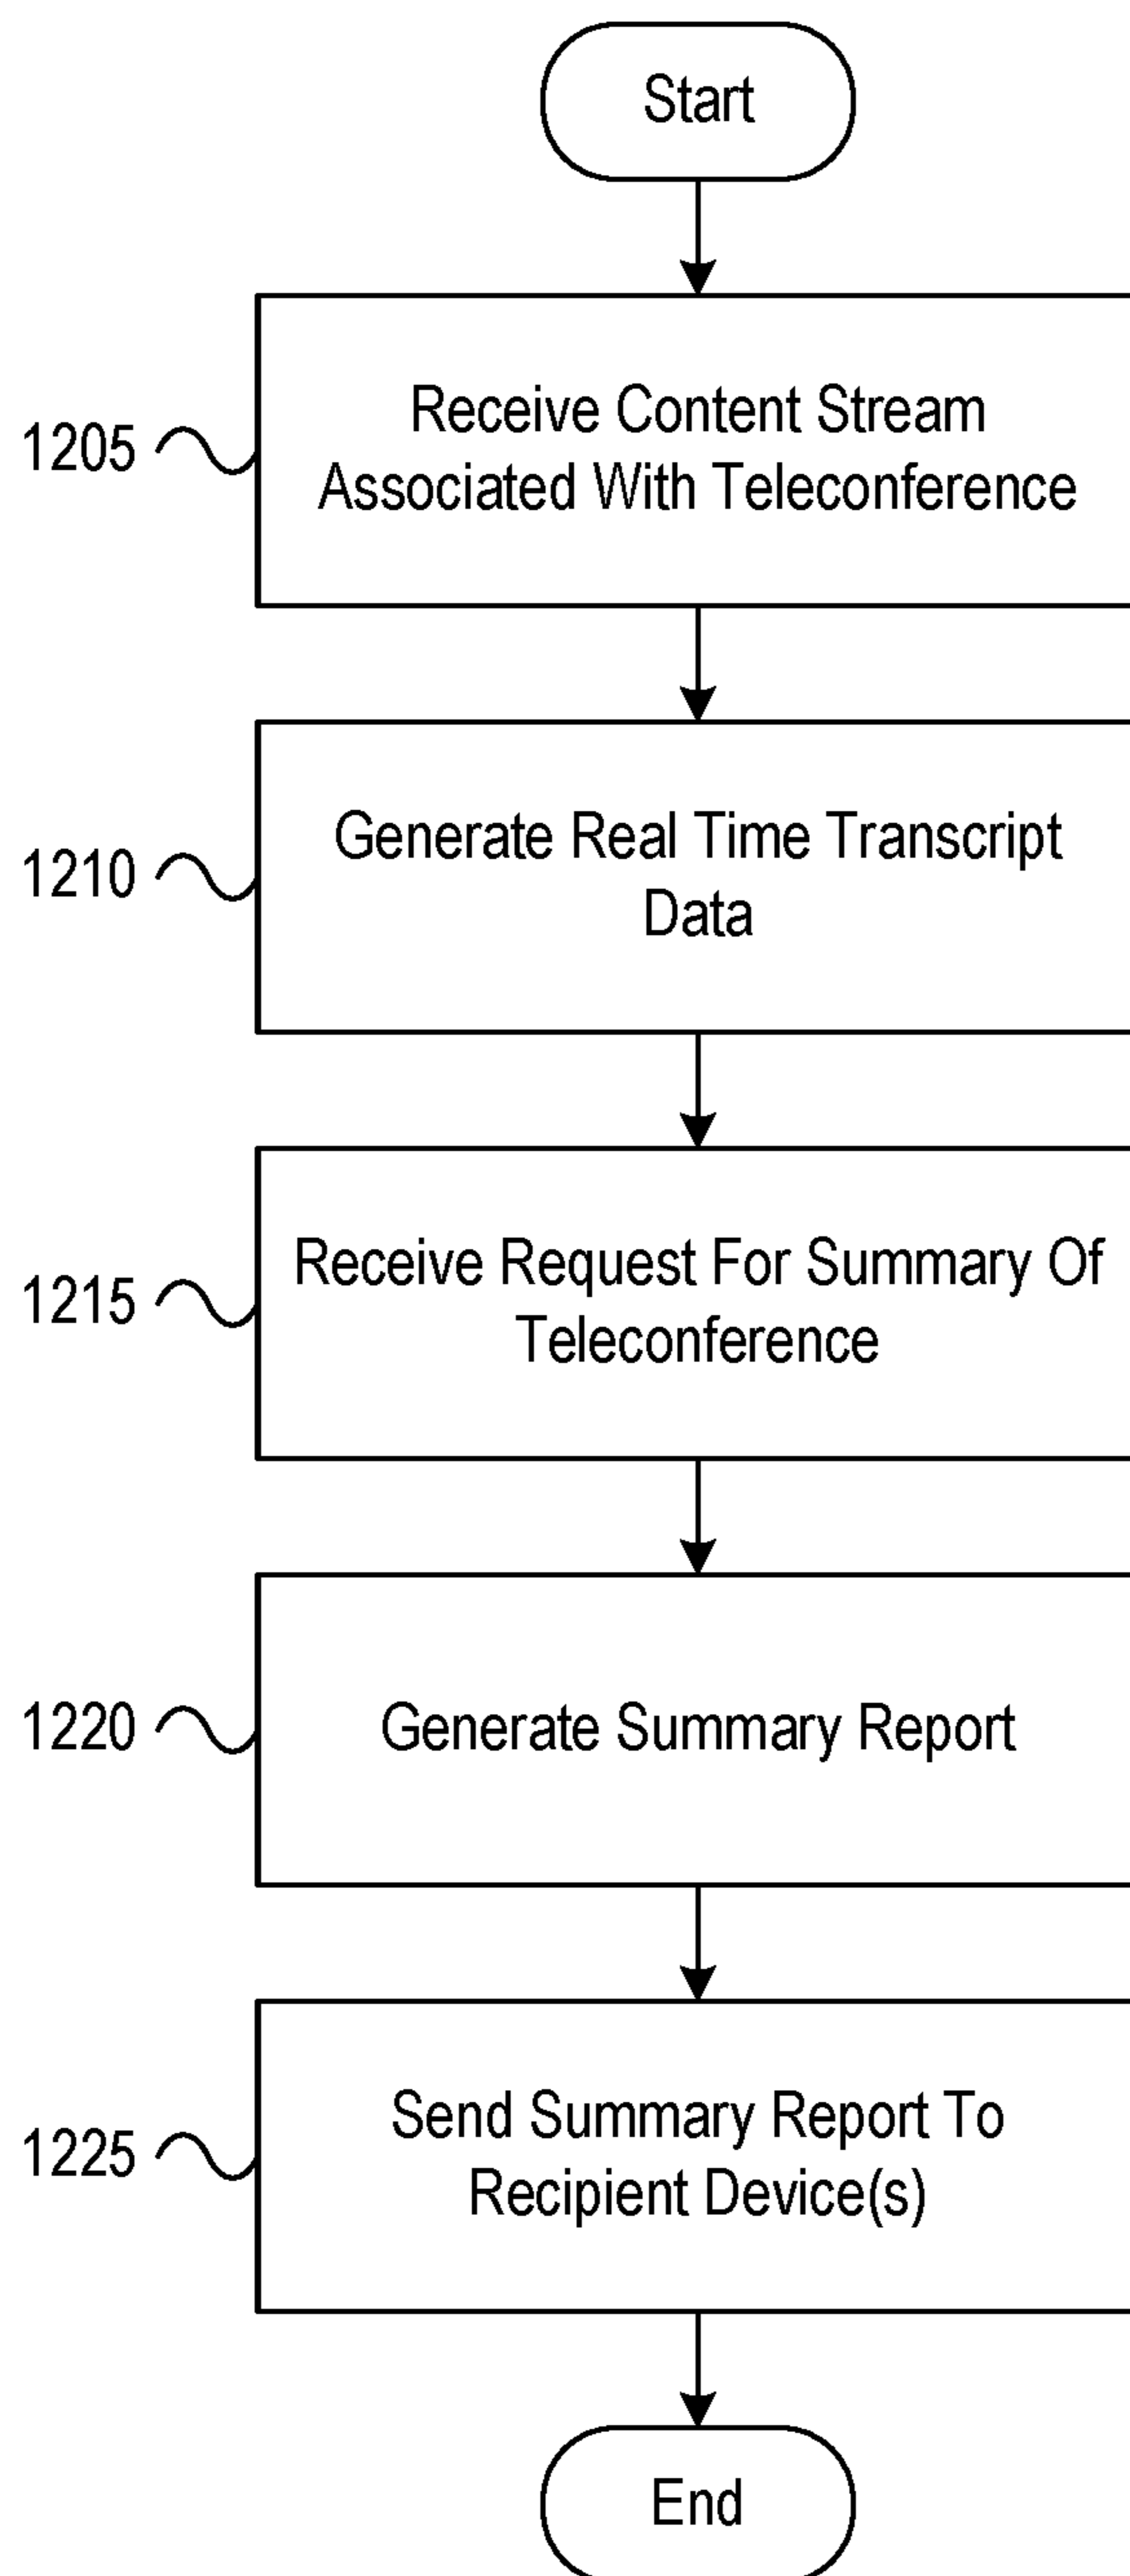 Start
1205
Receive Content Stream
Associated With Teleconference
1210
Generate Real Time Transcript
Data
1215
Receive Request For Summary Of
Teleconference
1220
Generate Summary Report
1225
Send Summary Report To
Recipient Device(s)
End